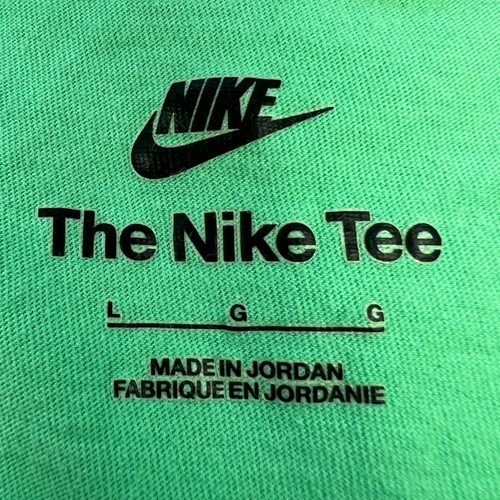 NIKE
The Nike Tee
L G G
MADE IN JORDAN
FABRIQUE EN JORDANIE